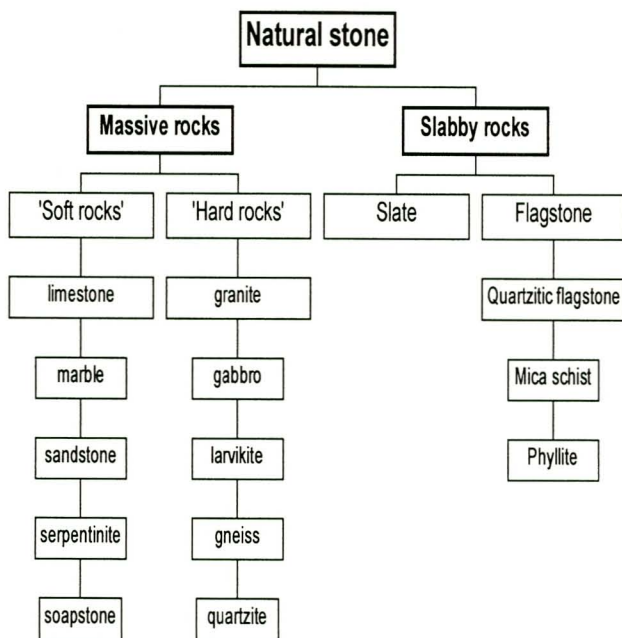 Natural stone
Massive rocks
Slabby rocks
'Soft rocks'
'Hard rocks'
Slate
Flagstone
limestone
granite
Quartzitic flagstone
marble
gabbro
Mica schist
sandstone
larvikite
Phyllite
serpentinite
gneiss
soapstone
quartzite